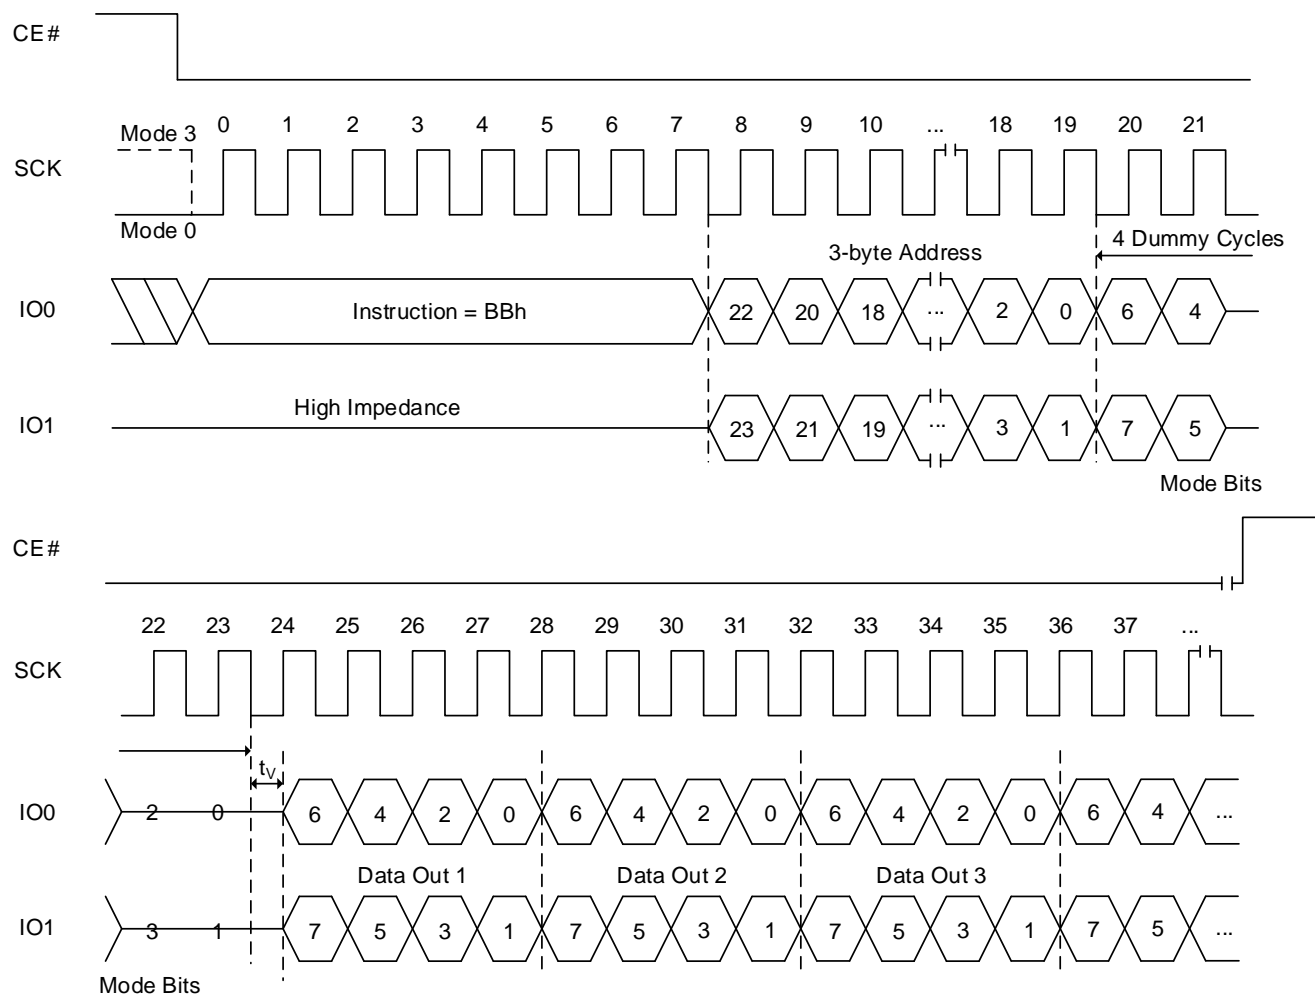 CE#
Mode 3 0 1 2 3 4 5 6 7 8 9 10 ... 18 19 20 21
SCK
Mode 0
3-byte Address 4 Dummy Cycles
IO0 Instruction = BBh 22 20 18 ... 2 0 6 4
High Impedance
IO1 23 21 19 ... 3 1 7 5
Mode Bits
CE#
22 23 24 25 26 27 28 29 30 31 32 33 34 35 36 37 ...
SCK
tV
IO0 2 0 6 4 2 0 6 4 2 0 6 4 2 0 6 4 ...
Data Out 1 Data Out 2 Data Out 3
IO1 3 1 7 5 3 1 7 5 3 1 7 5 3 1 7 5 ...
Mode Bits